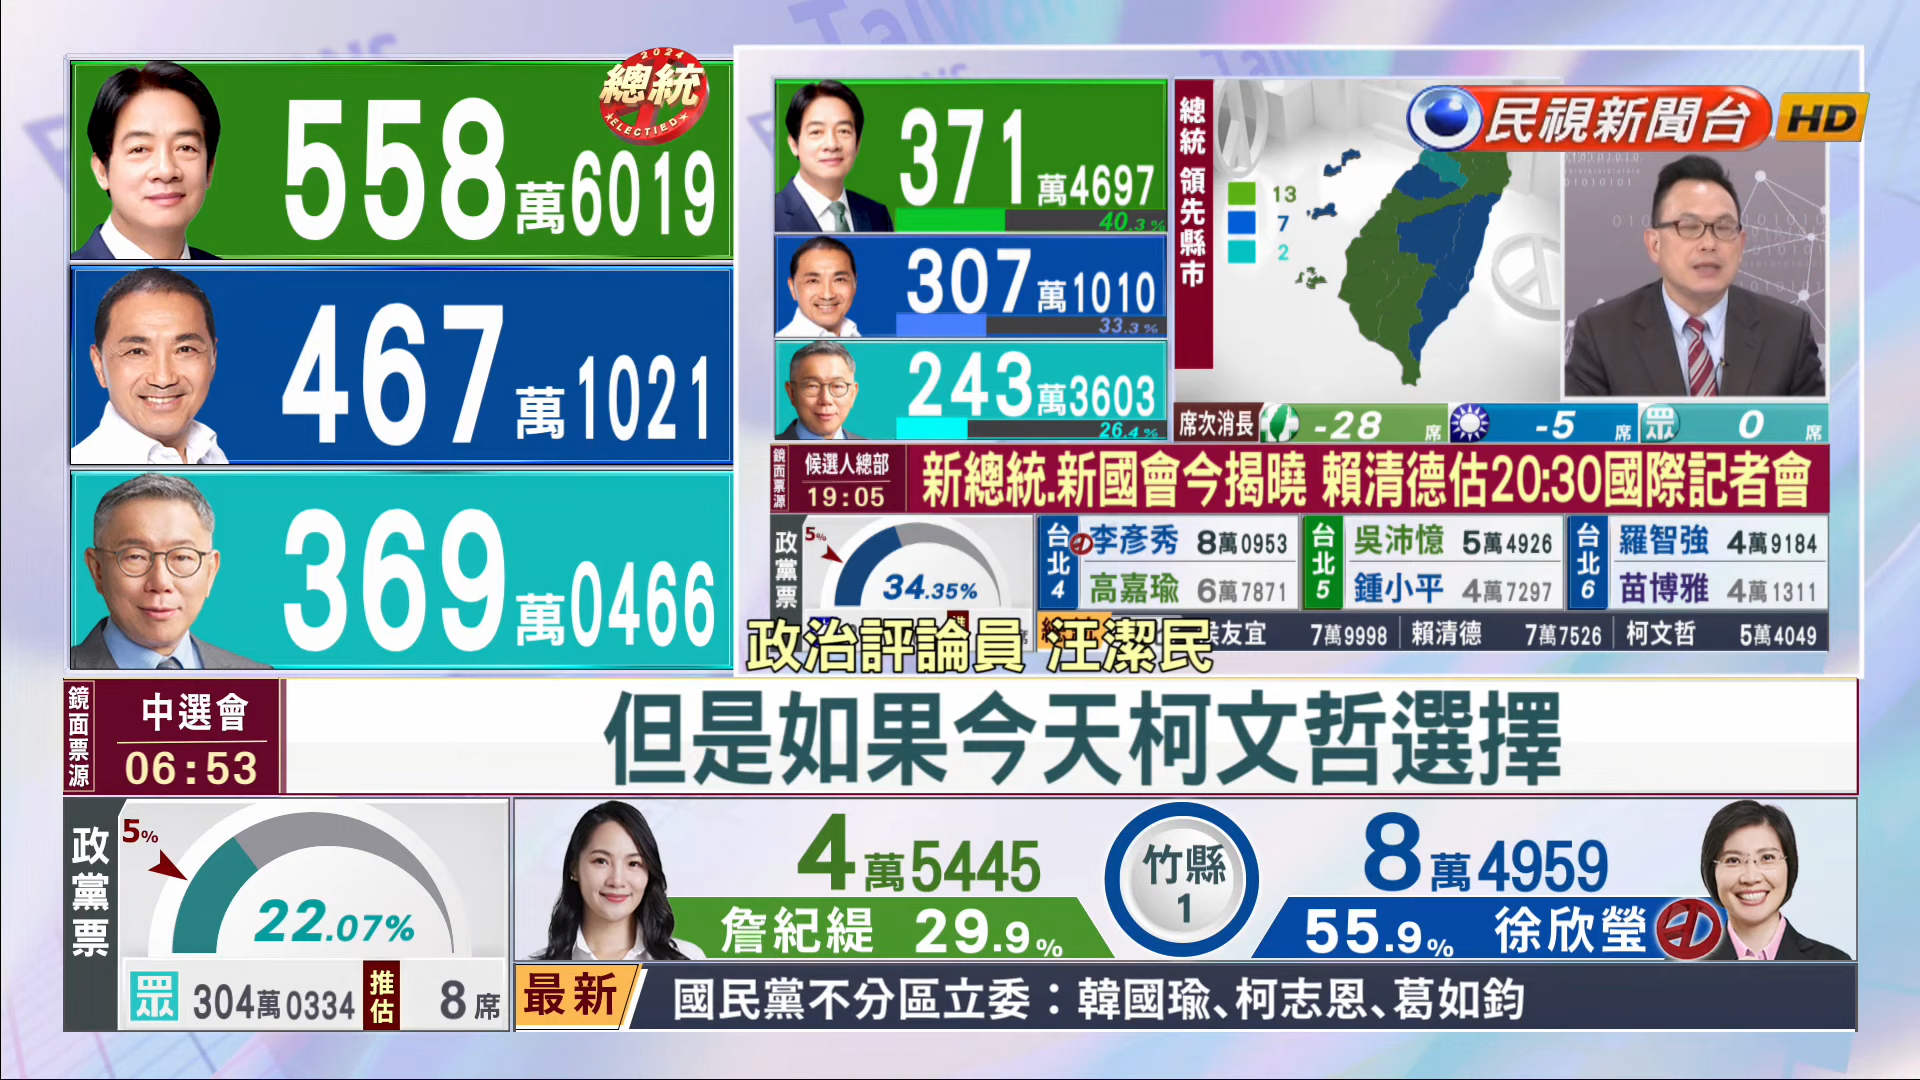 2024
總統
ELECTIED
558萬6019
467萬1021
369萬0466
371萬4697
40.3%
307萬1010
33.3%
243萬3603
26.4%
總統 領先縣市
13
7
2
民視新聞台 HD
席次消長 -28席 -5席 眾 0席
鏡面票源
候選人總部
19:05
新總統.新國會今揭曉 賴清德估20:30國際記者會
政黨票
5%
34.35%
台北4
李彥秀 8萬0953
高嘉瑜 6萬7871
台北5
吳沛憶 5萬4926
鍾小平 4萬7297
台北6
羅智強 4萬9184
苗博雅 4萬1311
友宜 7萬9998 賴清德 7萬7526 柯文哲 5萬4049
政治評論員 汪潔民
鏡面票源
中選會
06:53
但是如果今天柯文哲選擇
政黨票
5%
22.07%
眾 304萬0334 推估 8席
4萬5445
詹紀緹 29.9%
竹縣
1
8萬4959
55.9% 徐欣瑩
最新
國民黨不分區立委：韓國瑜、柯志恩、葛如鈞